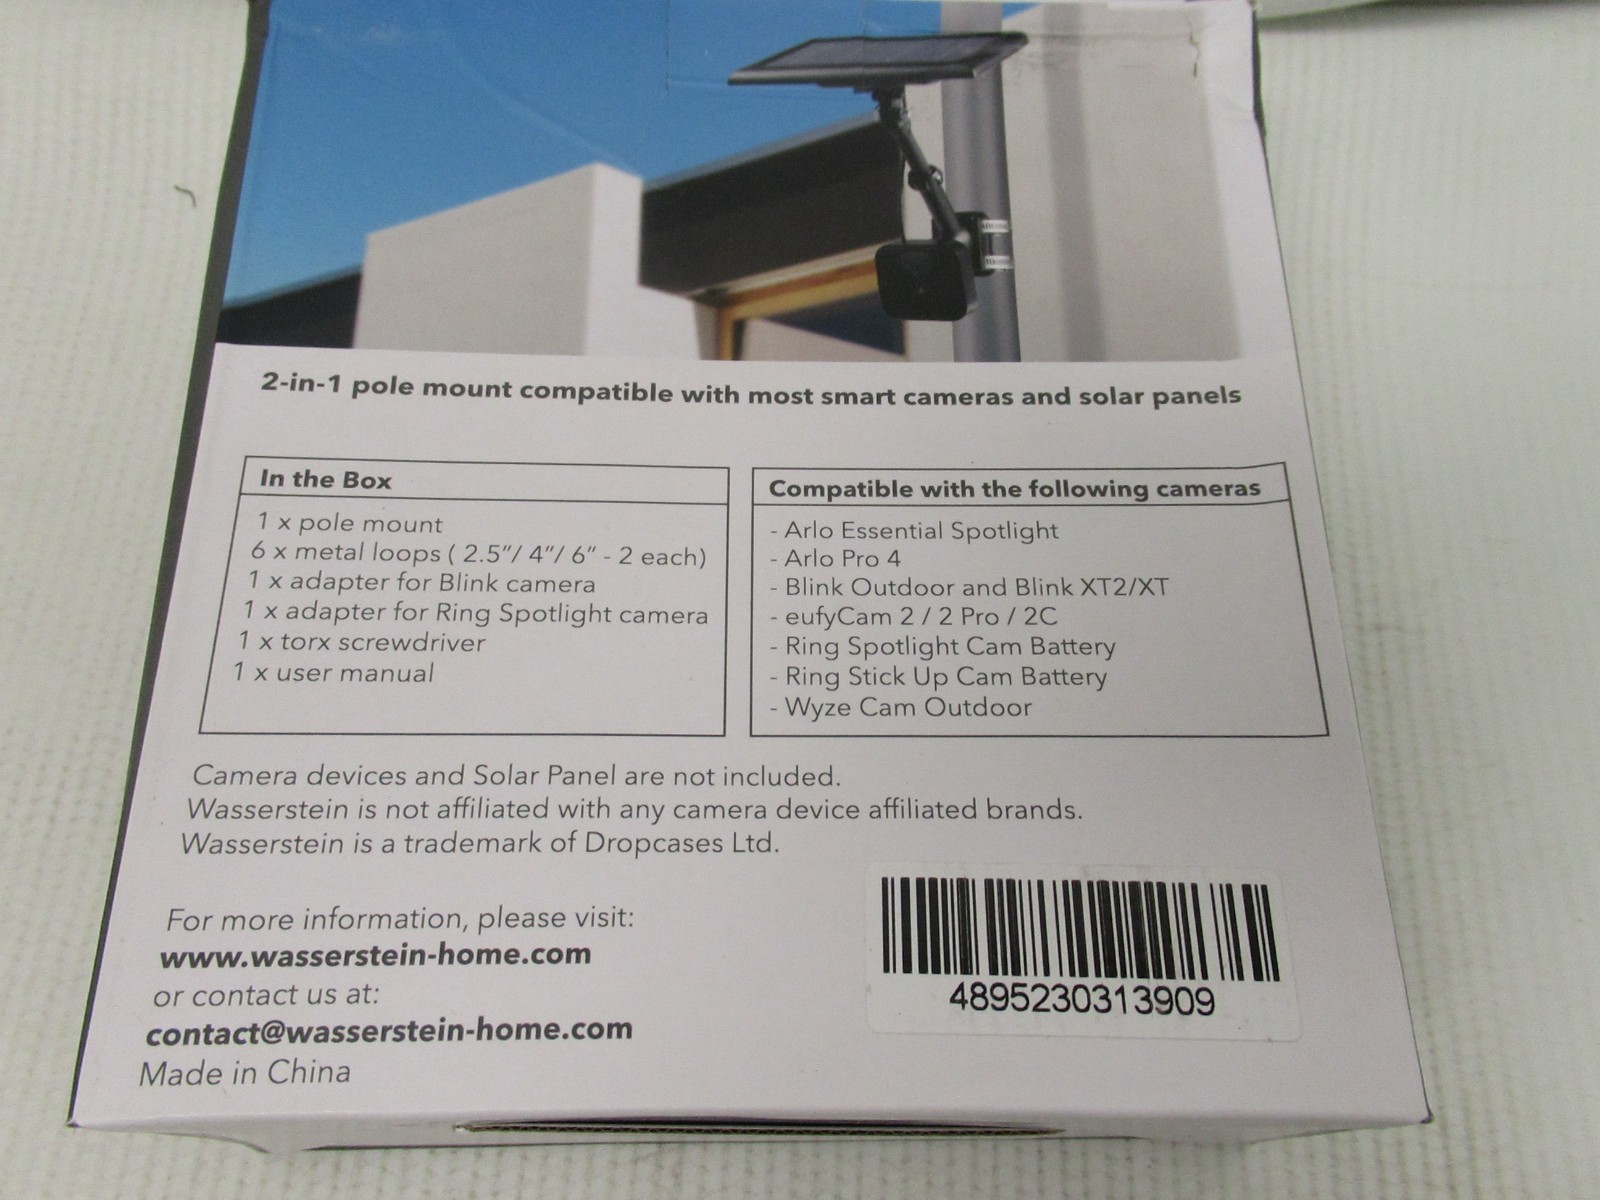 2-in-1 pole mount compatible with most smart cameras and solar panels
In the Box
1 x pole mount
6 x metal loops ( 2.5"/ 4"/ 6" - 2 each)
1 x adapter for Blink camera
1 x adapter for Ring Spotlight camera
1 x torx screwdriver
1 x user manual
Compatible with the following cameras
- Arlo Essential Spotlight
- Arlo Pro 4
- Blink Outdoor and Blink XT2/XT
- eufyCam 2 / 2 Pro / 2C
- Ring Spotlight Cam Battery
- Ring Stick Up Cam Battery
- Wyze Cam Outdoor
Camera devices and Solar Panel are not included.
Wasserstein is not affiliated with any camera device affiliated brands.
Wasserstein is a trademark of Dropcases Ltd.
For more information, please visit:
www.wasserstein-home.com
or contact us at:
contact@wasserstein-home.com
Made in China
4895230313909